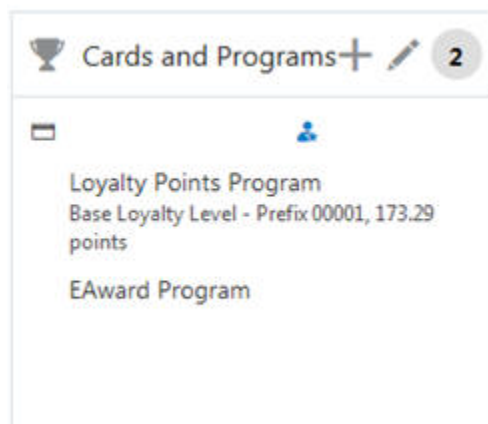 Cards and Programs
2
Loyalty Points Program
Base Loyalty Level - Prefix 00001, 173.29
points
EAward Program